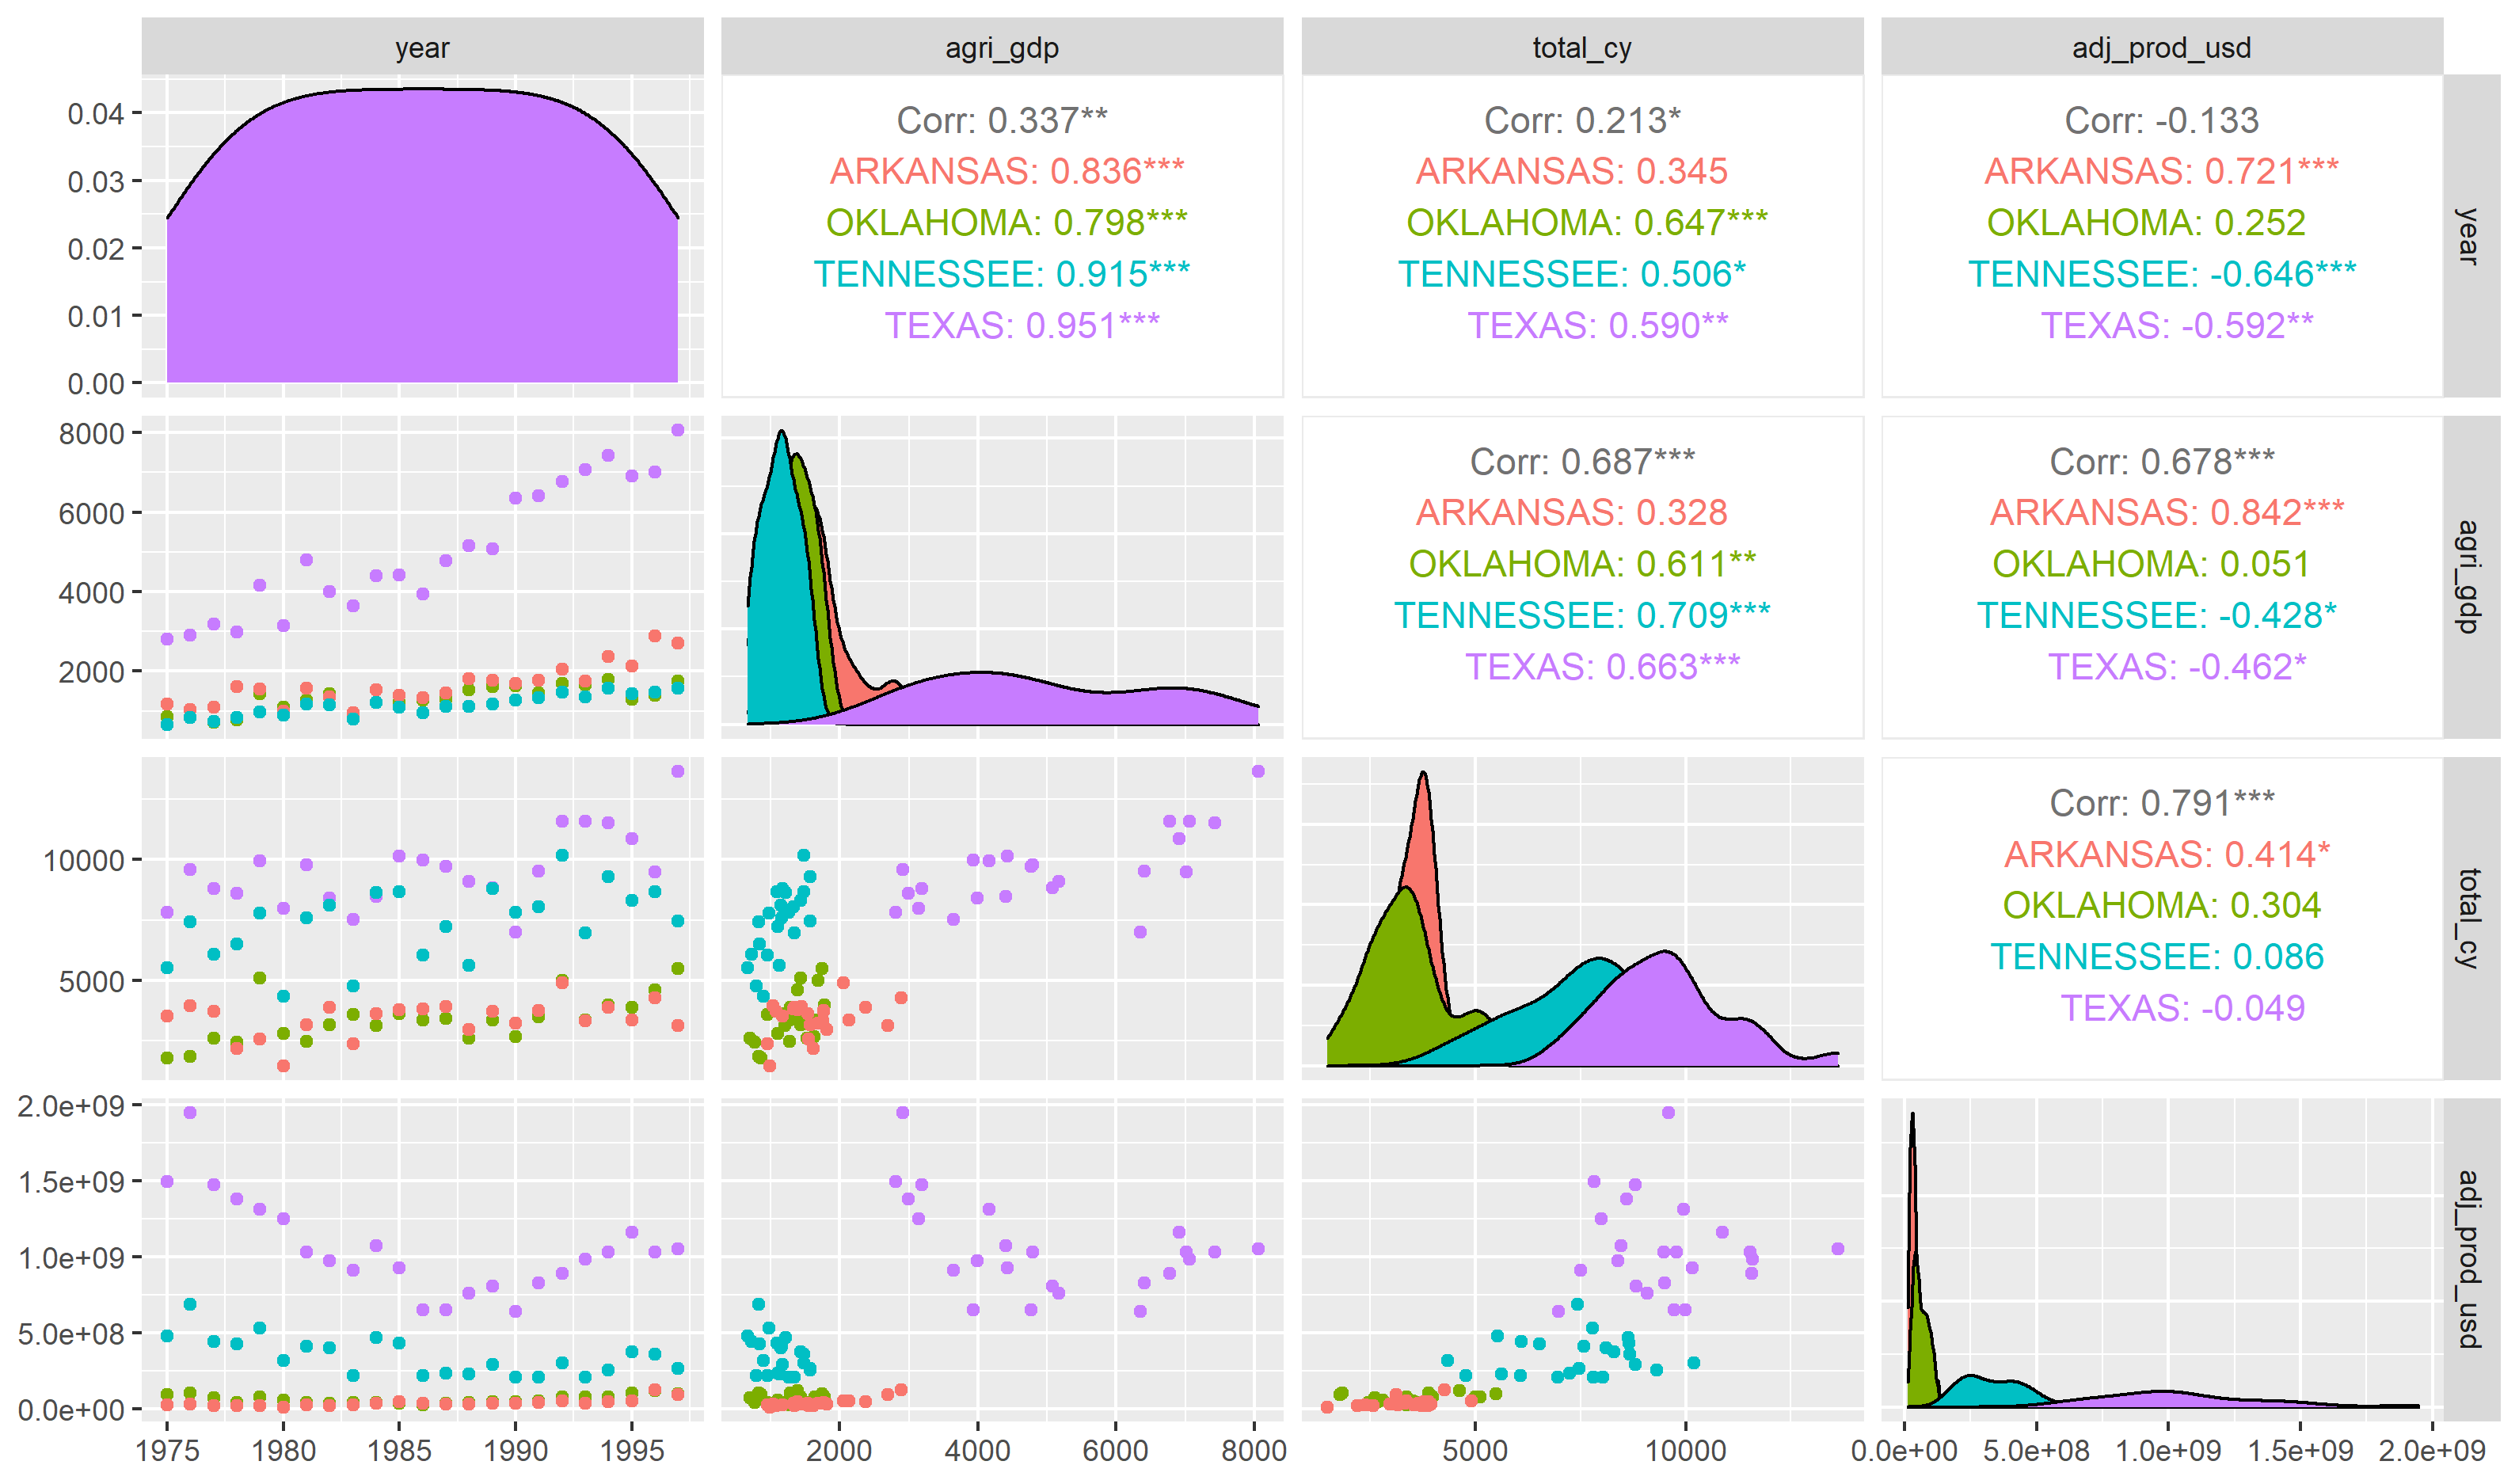 year
agri_gdp
total_cy
adj_prod_usd
0.04
0.03
0.02
0.01
0.00
Corr: 0.337**
ARKANSAS: 0.836***
OKLAHOMA: 0.798***
TENNESSEE: 0.915***
TEXAS: 0.951***
Corr: 0.213*
ARKANSAS: 0.345
OKLAHOMA: 0.647***
TENNESSEE: 0.506*
TEXAS: 0.590**
Corr: -0.133
ARKANSAS: 0.721***
OKLAHOMA: 0.252
TENNESSEE: -0.646***
TEXAS: -0.592**
year
8000
6000
4000
2000
Corr: 0.687***
ARKANSAS: 0.328
OKLAHOMA: 0.611**
TENNESSEE: 0.709***
TEXAS: 0.663***
Corr: 0.678***
ARKANSAS: 0.842***
OKLAHOMA: 0.051
TENNESSEE: -0.428*
TEXAS: -0.462*
agri_gdp
10000
5000
Corr: 0.791***
ARKANSAS: 0.414*
OKLAHOMA: 0.304
TENNESSEE: 0.086
TEXAS: -0.049
total_cy
2.0e+09
1.5e+09
1.0e+09
5.0e+08
0.0e+00
adj_prod_usd
1975 1980 1985 1990 1995
2000 4000 6000 8000
5000 10000
0.0e+00 5.0e+08 1.0e+09 1.5e+09 2.0e+09